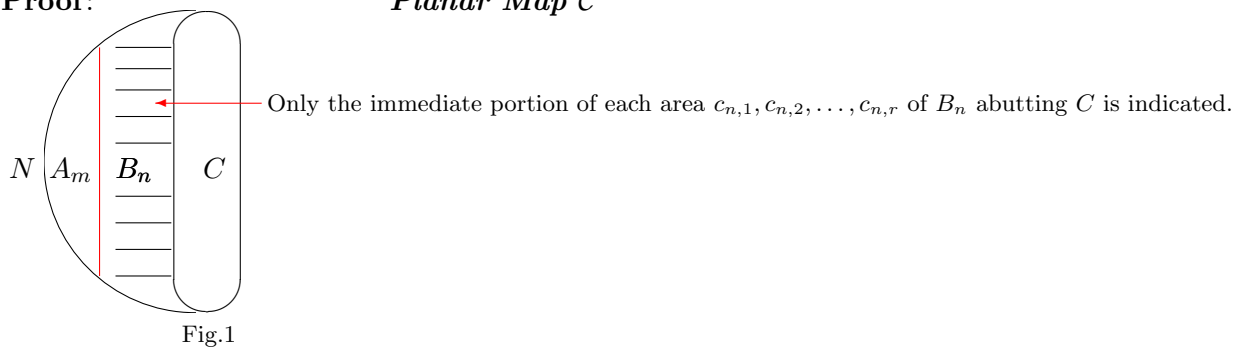 Proof: Planar Map C
Only the immediate portion of each area c_{n,1}, c_{n,2}, . . . , c_{n,r} of B_n abutting C is indicated.
N A_m B_n C
Fig.1